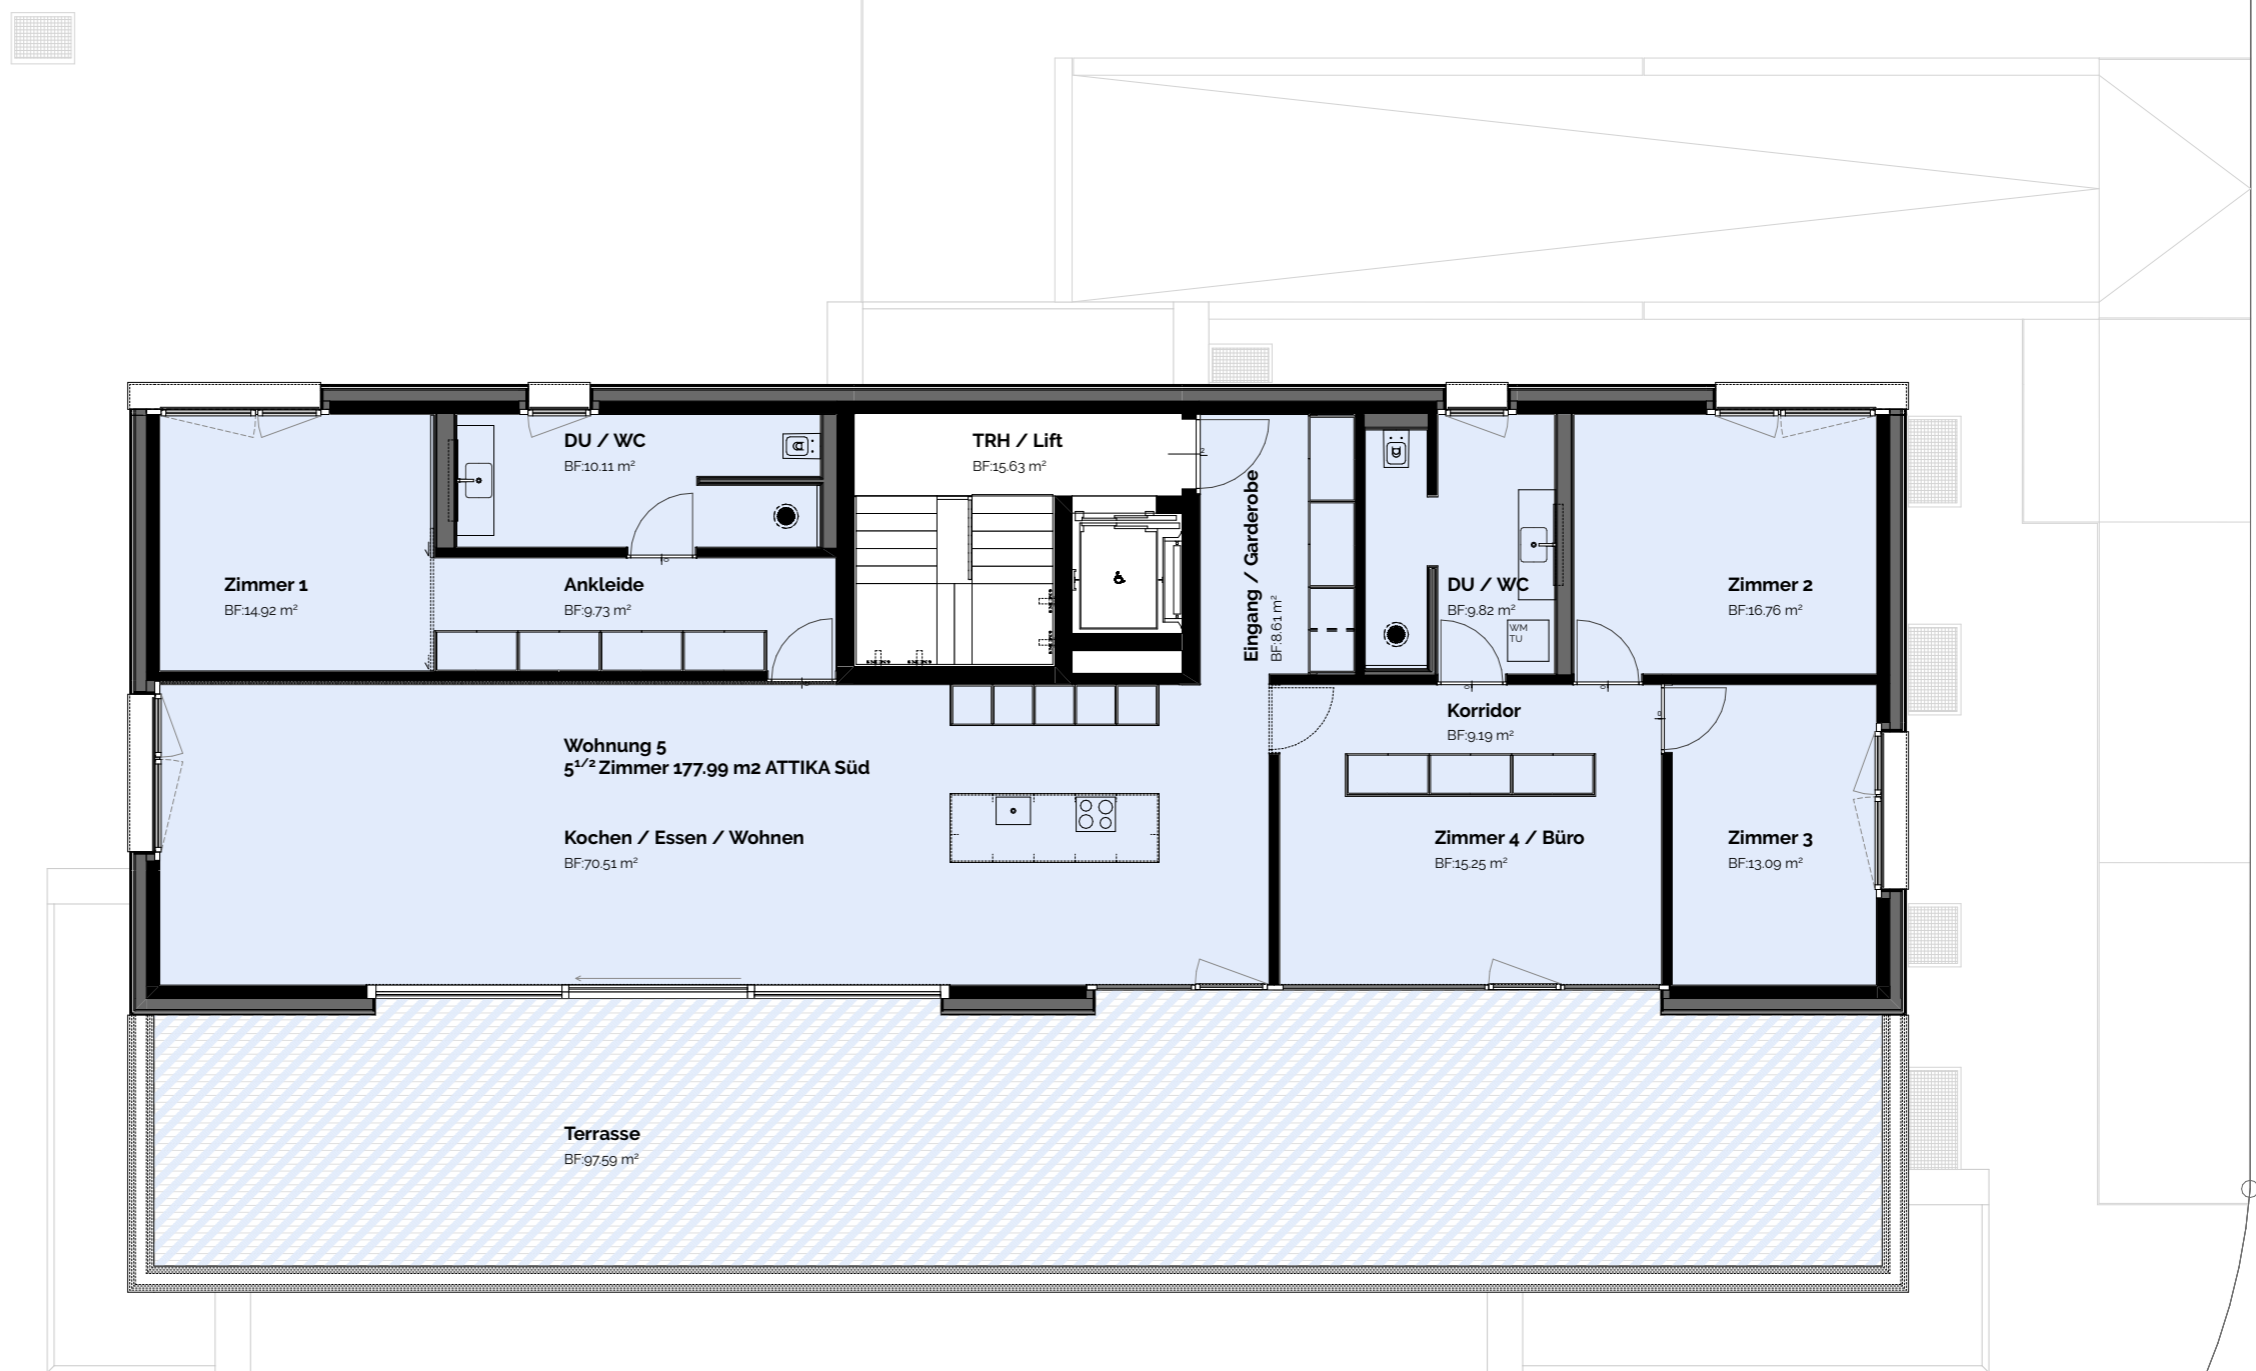 DU / WC
BF:10.11 m²
TRH / Lift
BF:15.63 m²
Eingang / Garderobe
BF:8.61 m²
Zimmer 1
BF:14.92 m²
Ankleide
BF:9.73 m²
DU / WC
BF:9.82 m²
WM
TU
Zimmer 2
BF:16.76 m²
Korridor
BF:9.19 m²
Wohnung 5
5¹/² Zimmer 177.99 m2 ATTIKA Süd
Kochen / Essen / Wohnen
BF:70.51 m²
Zimmer 4 / Büro
BF:15.25 m²
Zimmer 3
BF:13.09 m²
Terrasse
BF:97.59 m²